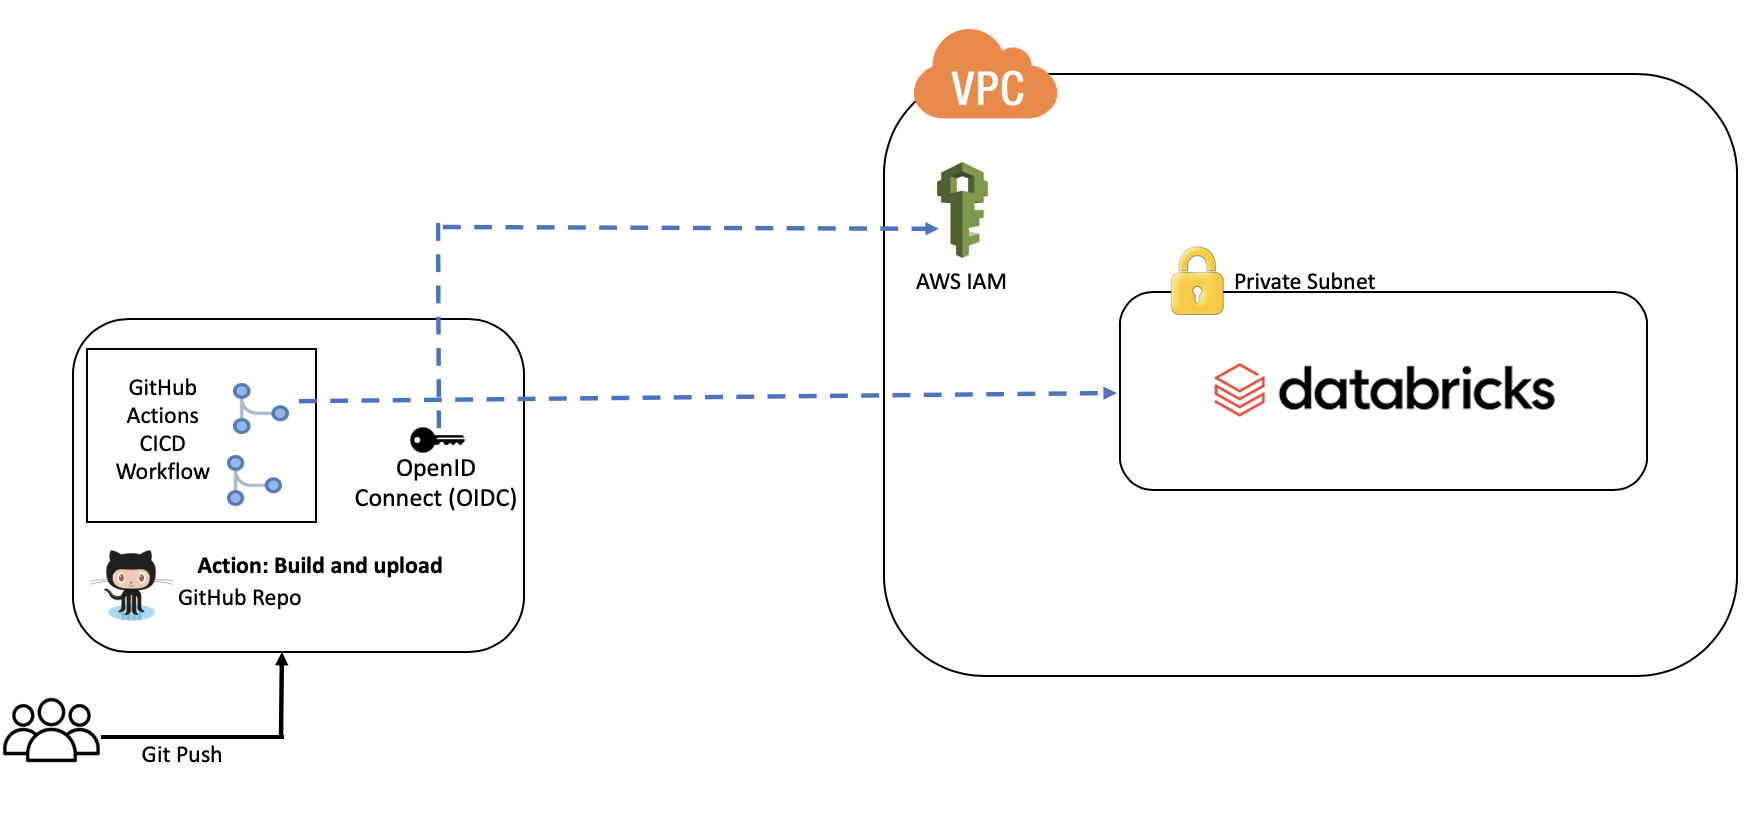 VPC
AWS IAM
Private Subnet
databricks
GitHub
Actions
CICD
Workflow
OpenID
Connect (OIDC)
Action: Build and upload
GitHub Repo
Git Push